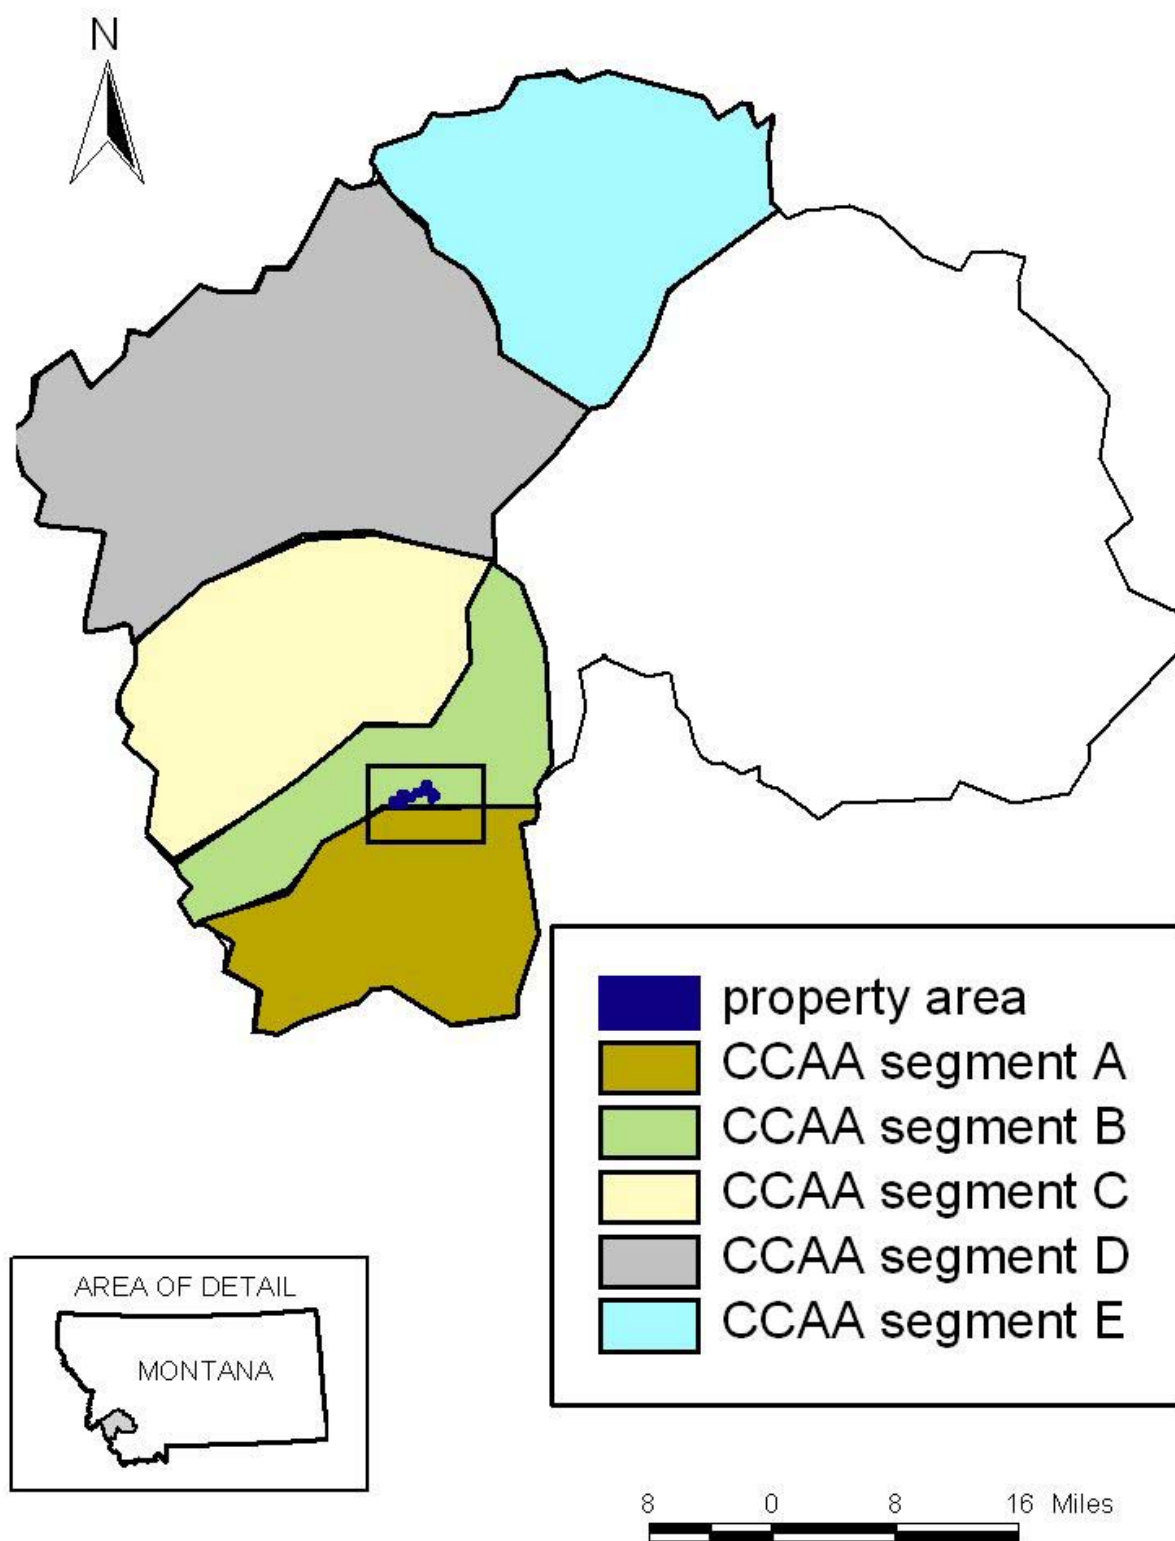 N
property area
CCAA segment A
CCAA segment B
CCAA segment C
CCAA segment D
CCAA segment E
AREA OF DETAIL
MONTANA
8 0 8 16 Miles